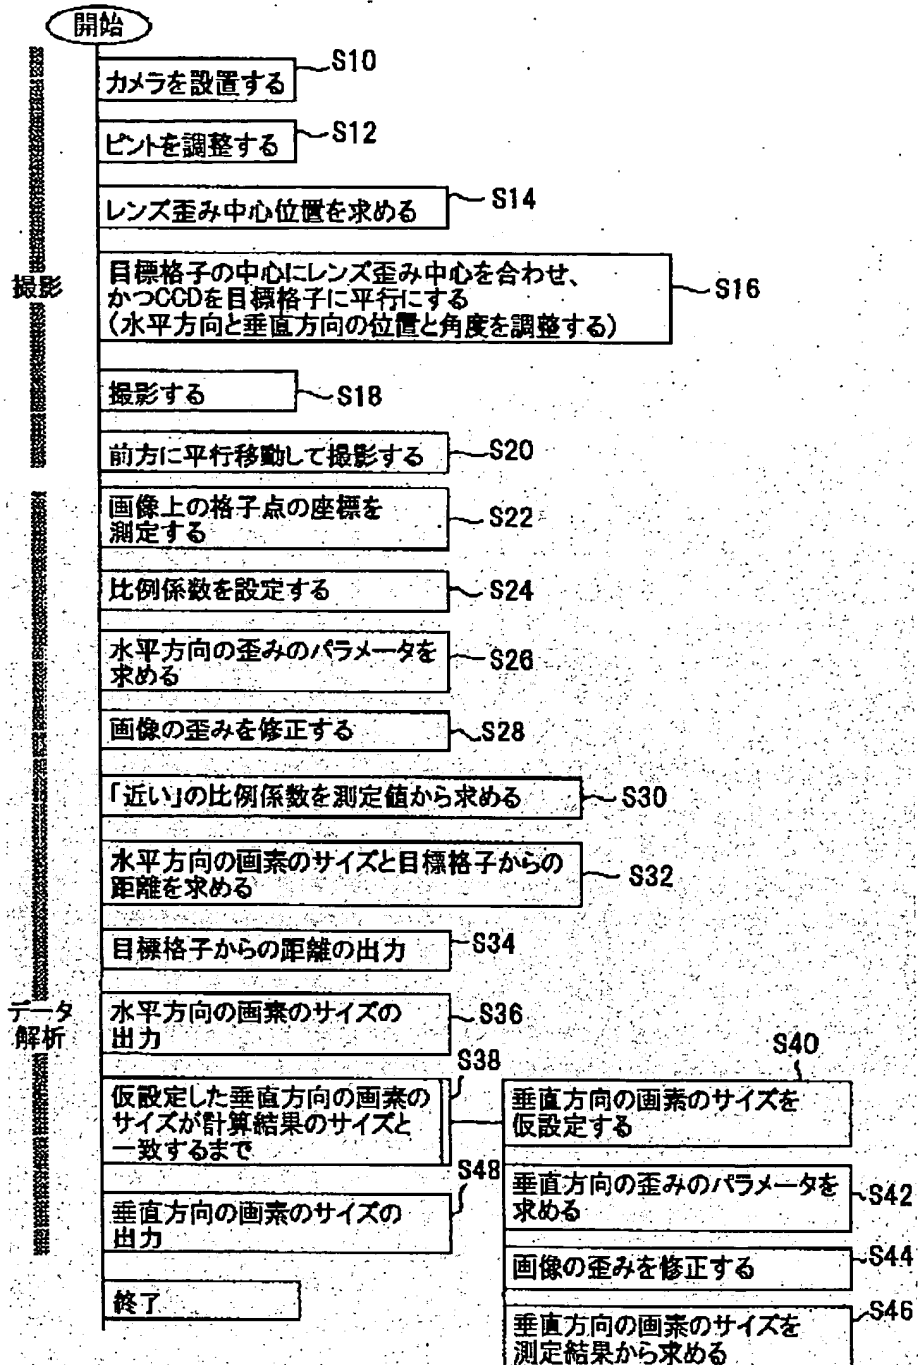 開始
カメラを設置する
S10
ピントを調整する
S12
レンズ歪み中心位置を求める
S14
撮影
目標格子の中心にレンズ歪み中心を合わせ、
かつCCDを目標格子に平行にする
(水平方向と垂直方向の位置と角度を調整する)
S16
撮影する
S18
前方に平行移動して撮影する
S20
画像上の格子点の座標を
測定する
S22
比例係数を設定する
S24
水平方向の歪みのパラメータを
求める
S26
画像の歪みを修正する
S28
「近い」の比例係数を測定値から求める
S30
水平方向の画素のサイズと目標格子からの
距離を求める
S32
目標格子からの距離の出力
S34
データ
解析
水平方向の画素のサイズの
出力
S36
仮設定した垂直方向の画素の
サイズが計算結果のサイズと
一致するまで
S38
S40
垂直方向の画素のサイズを
仮設定する
垂直方向の歪みのパラメータを
求める
S42
画像の歪みを修正する
S44
垂直方向の画素のサイズを
測定結果から求める
S46
垂直方向の画素のサイズの
出力
S48
終了